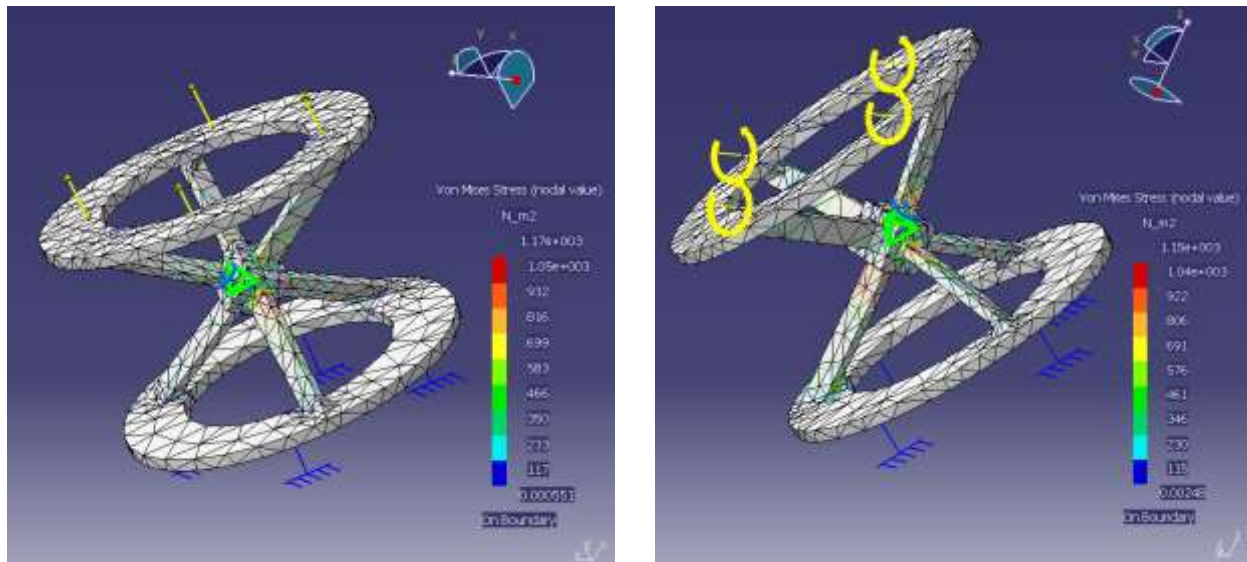 y x
Von Mises Stress (nodal value)
N_m2
1.17e+003
1.05e+003
932
816
699
583
466
350
233
117
0.000551
On Boundary
Von Mises Stress (nodal value)
N_m2
1.15e+003
1.04e+003
922
806
691
576
461
346
230
115
0.00348
On Boundary